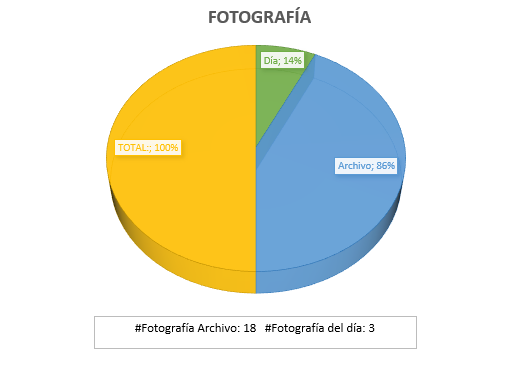 FOTOGRAFÍA
Día; 14%
TOTAL:; 100%
Archivo; 86%
#Fotografía Archivo: 18 #Fotografía del día: 3